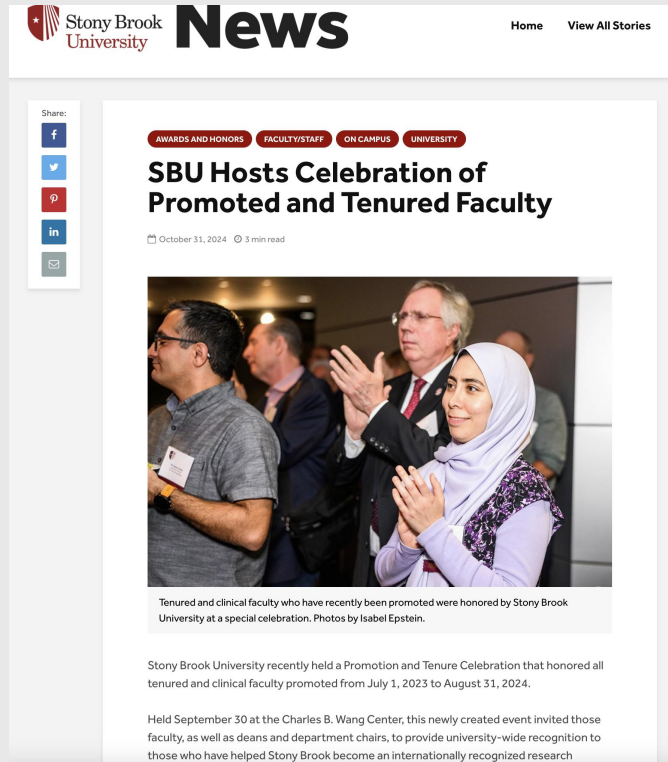 Stony Brook
University
News
Home
View All Stories
Share:
AWARDS AND HONORS
FACULTY/STAFF
ON CAMPUS
UNIVERSITY
SBU Hosts Celebration of
Promoted and Tenured Faculty
October 31, 2024
3 min read
Tenured and clinical faculty who have recently been promoted were honored by Stony Brook
University at a special celebration. Photos by Isabel Epstein.
Stony Brook University recently held a Promotion and Tenure Celebration that honored all
tenured and clinical faculty promoted from July 1, 2023 to August 31, 2024.
Held September 30 at the Charles B. Wang Center, this newly created event invited those
faculty, as well as deans and department chairs, to provide university-wide recognition to
those who have helped Stony Brook become an internationally recognized research